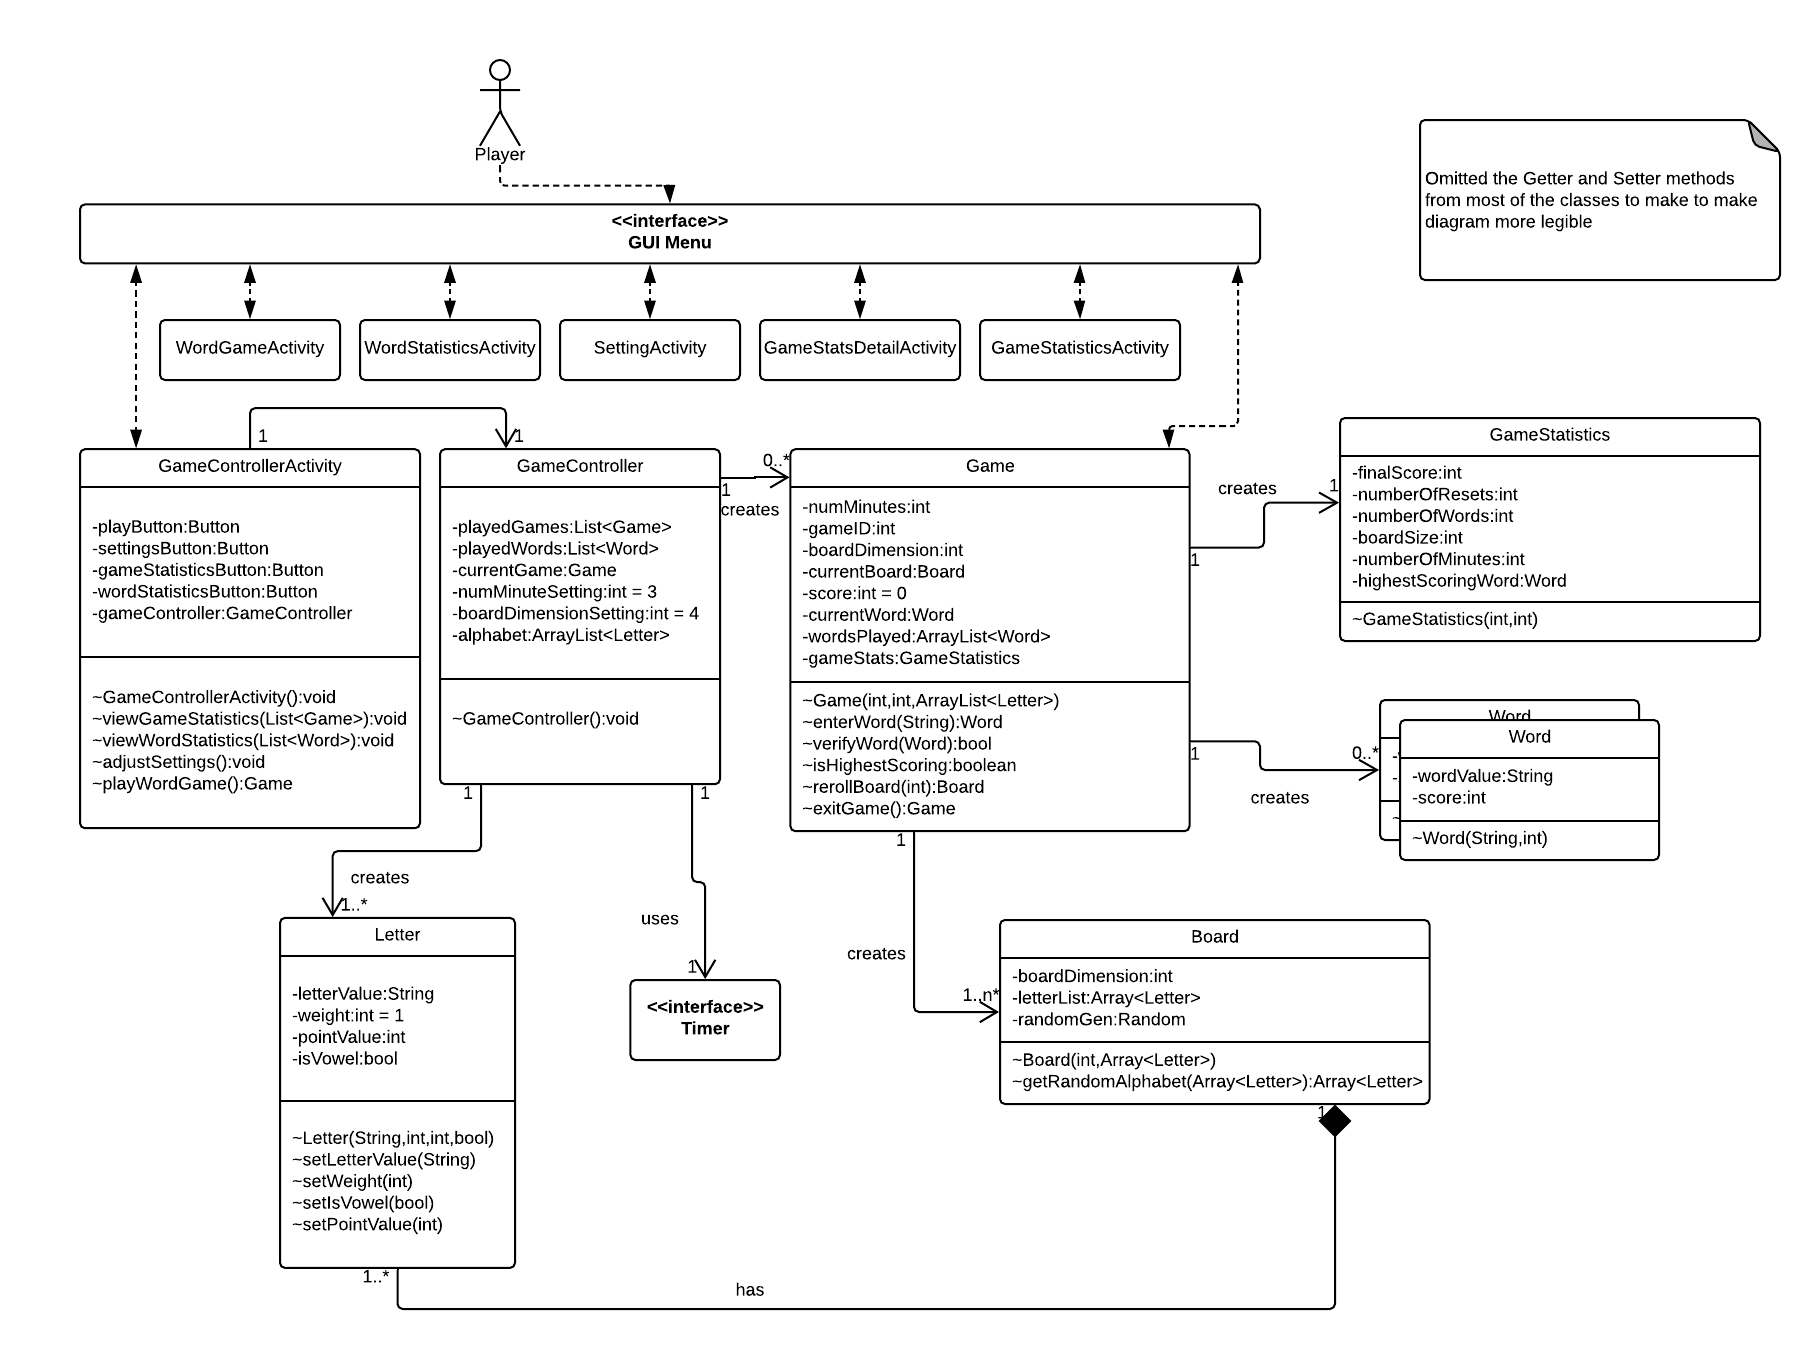 Player
<<interface>>
GUI Menu
Omitted the Getter and Setter methods
from most of the classes to make to make
diagram more legible
WordGameActivity
WordStatisticsActivity
SettingActivity
GameStatsDetailActivity
GameStatisticsActivity
1
1
GameControllerActivity
-playButton:Button
-settingsButton:Button
-gameStatisticsButton:Button
-wordStatisticsButton:Button
-gameController:GameController
~GameControllerActivity():void
~viewGameStatistics(List<Game>):void
~viewWordStatistics(List<Word>):void
~adjustSettings():void
~playWordGame():Game
GameController
-playedGames:List<Game>
-playedWords:List<Word>
-currentGame:Game
-numMinuteSetting:int = 3
-boardDimensionSetting:int = 4
-alphabet:ArrayList<Letter>
~GameController():void
0..*
1
creates
Game
-numMinutes:int
-gameID:int
-boardDimension:int
-currentBoard:Board
-score:int = 0
-currentWord:Word
-wordsPlayed:ArrayList<Word>
-gameStats:GameStatistics
~Game(int,int,ArrayList<Letter>)
~enterWord(String):Word
~verifyWord(Word):bool
~isHighestScoring:boolean
~rerollBoard(int):Board
~exitGame():Game
creates
1
1
GameStatistics
-finalScore:int
-numberOfResets:int
-numberOfWords:int
-boardSize:int
-numberOfMinutes:int
-highestScoringWord:Word
~GameStatistics(int,int)
1
0..*
creates
Word
-
-
~
Word
-wordValue:String
-score:int
~Word(String,int)
1
creates
1..*
1
uses
1
1
creates
1..n*
Letter
-letterValue:String
-weight:int = 1
-pointValue:int
-isVowel:bool
~Letter(String,int,int,bool)
~setLetterValue(String)
~setWeight(int)
~setIsVowel(bool)
~setPointValue(int)
<<interface>>
Timer
Board
-boardDimension:int
-letterList:Array<Letter>
-randomGen:Random
~Board(int,Array<Letter>)
~getRandomAlphabet(Array<Letter>):Array<Letter>
1
1..*
has